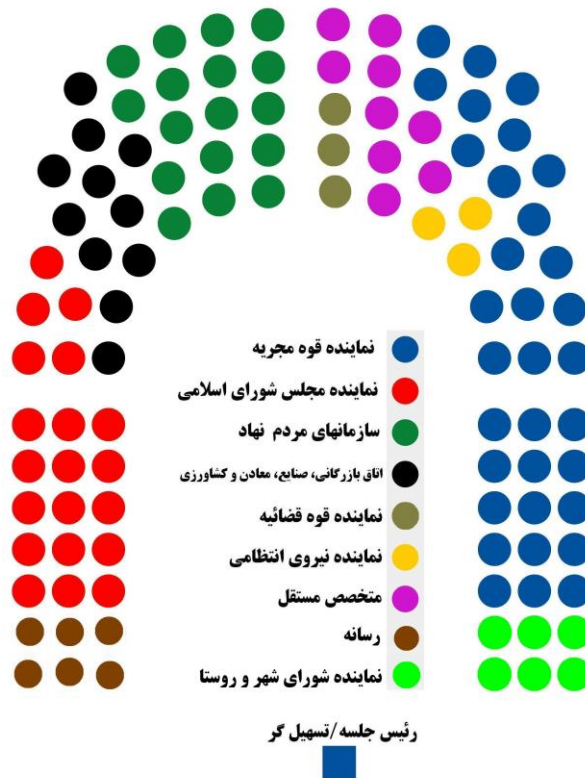 نماینده قوه مجریه
نماینده مجلس شورای اسلامی
سازمانهای مردم نهاد
اتاق بازرگانی، صنایع، معادن و کشاورزی
نماینده قوه قضائیه
نماینده نیروی انتظامی
متخصص مستقل
رسانه
نماینده شورای شهر و روستا
رئیس جلسه/تسهیل گر